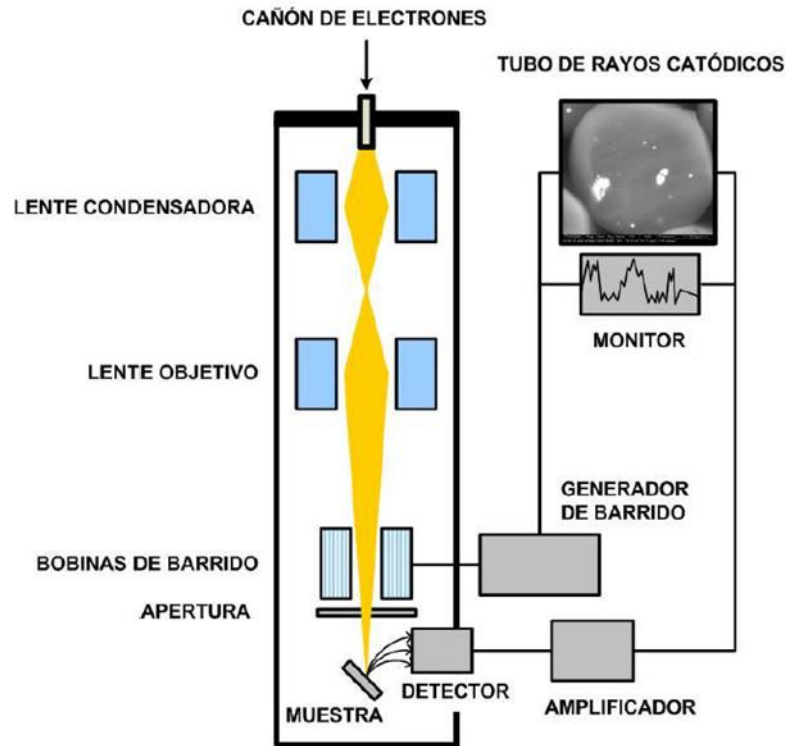 CAÑÓN DE ELECTRONES
TUBO DE RAYOS CATÓDICOS
LENTE CONDENSADORA
MONITOR
LENTE OBJETIVO
GENERADOR
DE BARRIDO
BOBINAS DE BARRIDO
APERTURA
DETECTOR
MUESTRA
AMPLIFICADOR